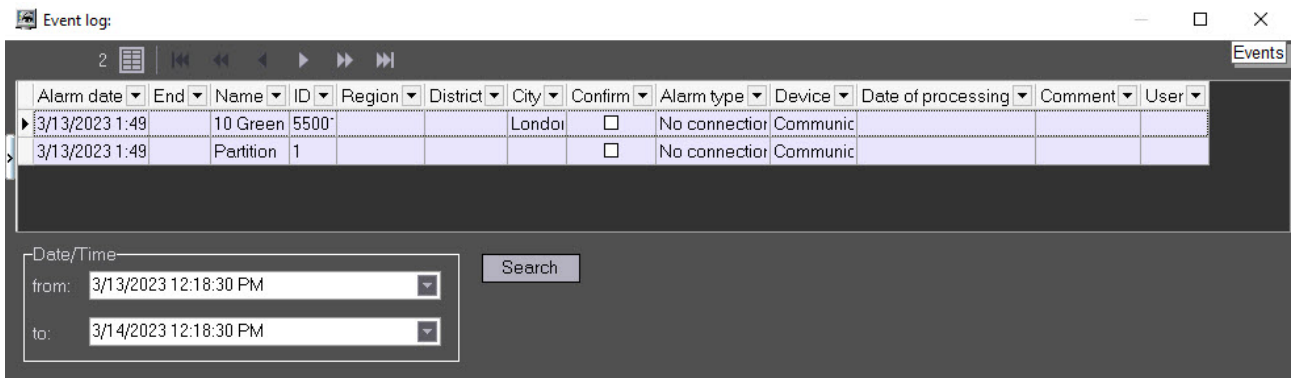 Event log:
2
Events
Alarm date End Name ID Region District City Confirm Alarm type Device Date of processing Comment User
3/13/2023 1:49 10 Green 5500 Londo No connection Communic
3/13/2023 1:49 Partition 1 No connection Communic
Date/Time
from: 3/13/2023 12:18:30 PM
Search
to: 3/14/2023 12:18:30 PM